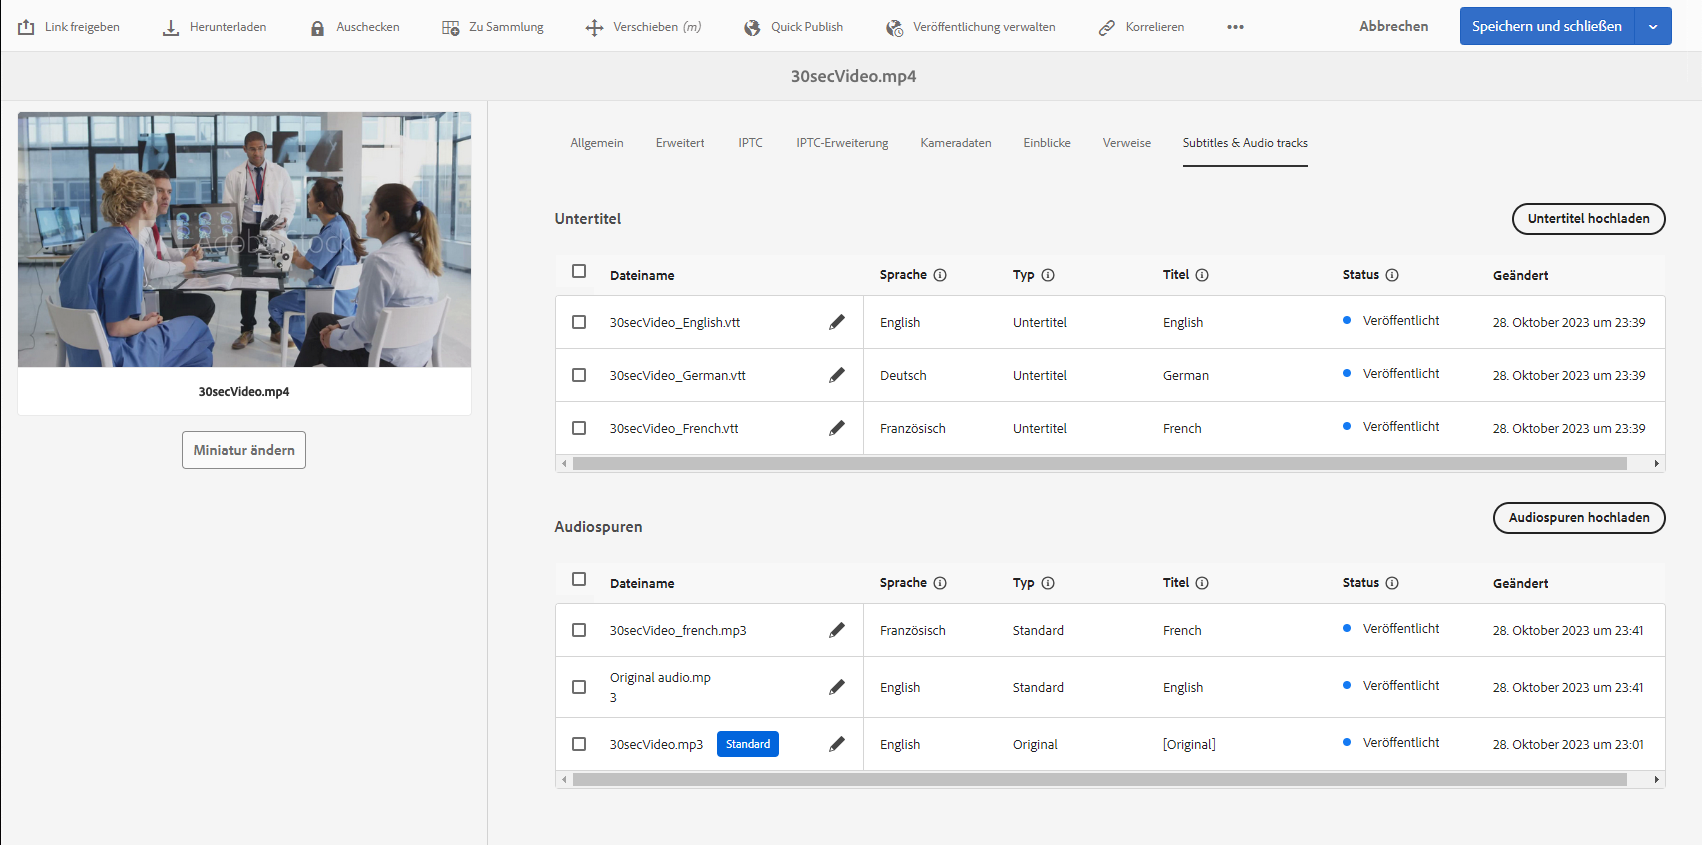 Link freigeben Herunterladen Auschecken Zu Sammlung Verschieben (m) Quick Publish Veröffentlichung verwalten Korrelieren ••• Abbrechen Speichern und schließen
30secVideo.mp4
Allgemein Erweitert IPTC IPTC-Erweiterung Kameradaten Einblicke Verweise Subtitles & Audio tracks
Adobe Stock
30secVideo.mp4
Miniatur ändern
Untertitel Untertitel hochladen
Dateiname Sprache Typ Titel Status Geändert
30secVideo_English.vtt English Untertitel English Veröffentlicht 28. Oktober 2023 um 23:39
30secVideo_German.vtt Deutsch Untertitel German Veröffentlicht 28. Oktober 2023 um 23:39
30secVideo_French.vtt Französisch Untertitel French Veröffentlicht 28. Oktober 2023 um 23:39
Audiospuren Audiospuren hochladen
Dateiname Sprache Typ Titel Status Geändert
30secVideo_french.mp3 Französisch Standard French Veröffentlicht 28. Oktober 2023 um 23:41
Original audio.mp
3 English Standard English Veröffentlicht 28. Oktober 2023 um 23:41
30secVideo.mp3 Standard English Original [Original] Veröffentlicht 28. Oktober 2023 um 23:01